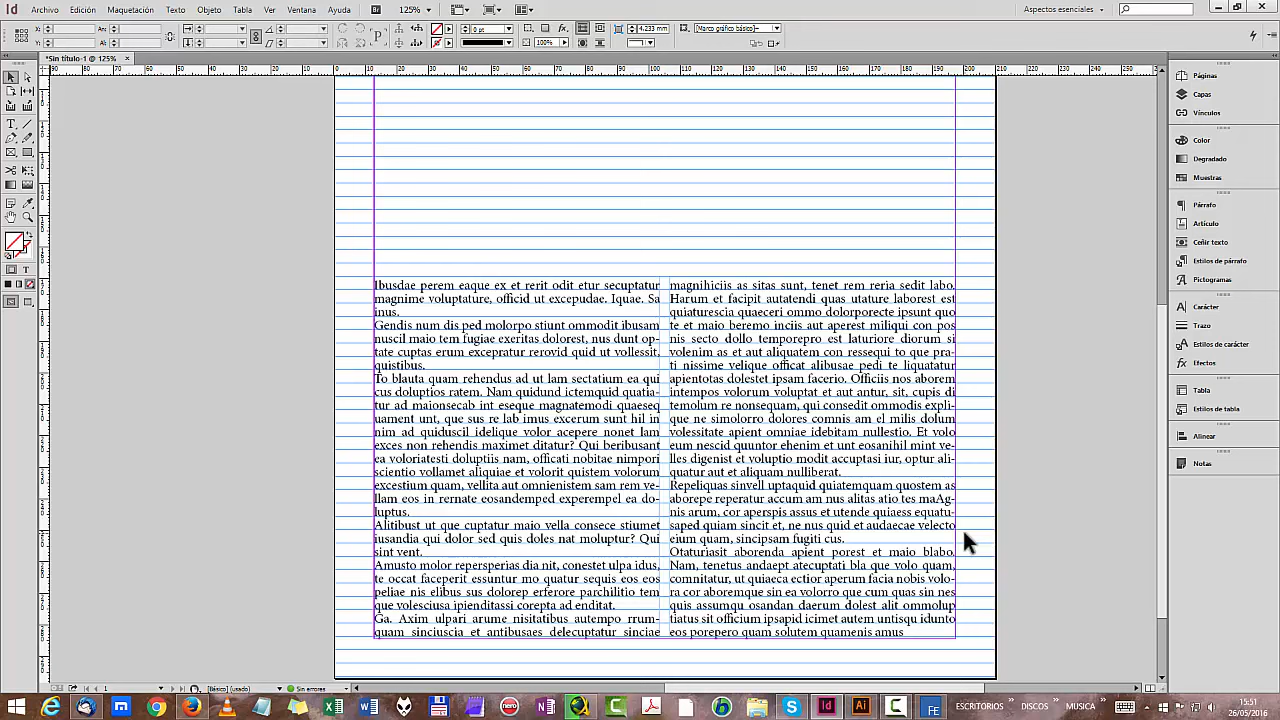 Id Archivo Edición Maquetación Texto Objeto Tabla Ver Ventana Ayuda Br 125% Aspectos esenciales
X: An: 0 pt 4,233 mm [Marco gráfico básico]+
Y: Al: 100%
*Sin título-1 @ 125% ×
Páginas
Capas
Vínculos
Color
Degradado
Muestras
Párrafo
Artículo
Ceñir texto
Estilos de párrafo
Pictogramas
Carácter
Trazo
Estilos de carácter
Efectos
Tabla
Estilos de tabla
Alinear
Notas
Ibusdae perem eaque ex et rerit odit etur secuptatur
magnime voluptature, officid ut excepudae. Iquae. Sa
inus.
Gendis num dis ped molorpo stiunt ommodit ibusam
nuscil maio tem fugiae exeritas dolorest, nus dunt op-
tate cuptas erum excepratur rerovid quid ut vollessit,
quistibus.
To blauta quam rehendus ad ut lam sectatium ea qui
cus doluptios ratem. Nam quidund ictemquid quatia-
tur ad maionsecab int eseque magnatemodi quaeseq
uament unt, que sus re lab imus excerum sunt hil in
nim ad quiduscil idelique volor acepere nonet lant
exces non rehendis maximet ditatur? Qui beribusant
ea voloriatesti doluptiis nam, officati nobitae nimpori
scientio vollamet aliquiae et volorit quistem volorum
excestium quam, vellita aut omnienistem sam rem ve-
llam eos in rernate eosandemped experempel ea do-
luptus.
Alitibust ut que cuptatur maio vella consece stiumet
iusandia qui dolor sed quis doles nat moluptur? Qui
sint vent.
Amusto molor repersperias dia nit, conestet ulpa idus,
te occat faceperit essuntur mo quatur sequis eos eos
peliae nis elibus sus dolorep erferore parchilitio tem
que volesciusa ipienditassi corepta ad enditat.
Ga. Axim ulpari arume nisitatibus autempo rrum-
quam sinciuscia et antibusaes delecuptatur sinciae
magnihiciis as sitas sunt, tenet rem reria sedit labo.
Harum et facipit autatendi quas utature laborest est
quiaturescia quaeceri ommo dolorporecte ipsunt quo
te et maio beremo inciis aut aperest miliqui con pos
nis secto dollo temporepro est laturiore diorum si
volenim as et aut aliquatem con ressequi to que pra-
ti nissime velique officat alibusae pedi te liquatatur
apientotas dolestet ipsam facerio. Officiis nos aborem
intempos volorum voluptat et aut antur, sit, cupis di
temolum re nonsequam, qui consedit ommodis expli-
que ne simolorro dolores comnis am el milis dolum
volessitate apient omniae idebitam nullestio. Et volo
eum nescid quuntor ehenim et unt eosanihil mint ve-
lles digenist et voluptio modit accuptasi iur, optur ali-
quatur aut et aliquam nulliberat.
Repeliquas sinvell uptaquid quiatemquam quostem as
aborepe reperatur accum am nus alitas atio tes maAg-
nis arum, cor aperspis assus et utende quiaess equatu-
saped quiam sincit et, ne nus quid et audaecae velecto
eium quam, sincipsam fugiti cus.
Otaturiasit aborenda apient porest et maio blabo.
Nam, tenetus andaept atecuptati bla que volo quam,
comnitatur, ut quiaeca ectior aperum facia nobis volo-
ra cor aboremque sin ea volorro que cum quas sin nes
quis assumqu osandan daerum dolest alit ommolup
tiatus sit officium ipsapid icimet autem untisqu idunto
eos porepero quam solutem quamenis amus
1 [Básico] (usado) Sin errores
ESCRITORIOS DISCOS MUSICA 15:51
26/05/2016